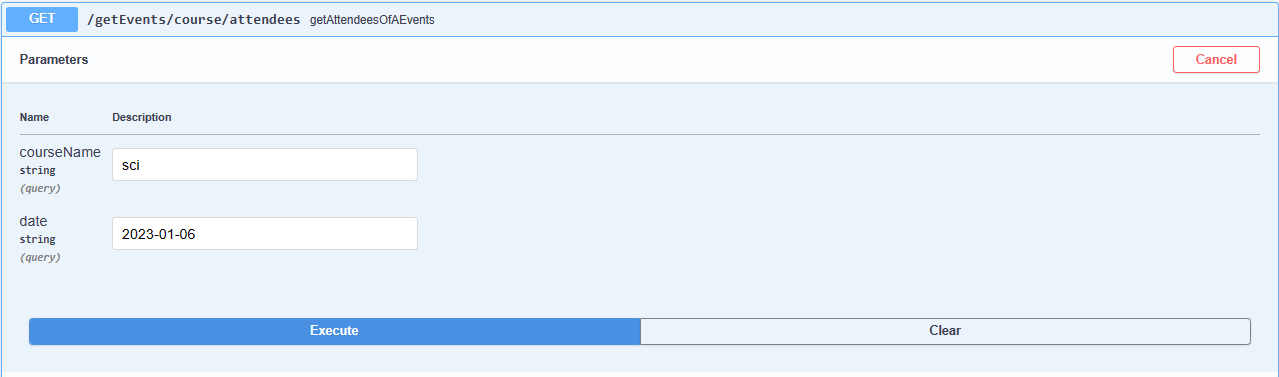 GET /getEvents/course/attendees getAttendeesOfAEvents
Parameters Cancel
Name Description
courseName sci
string
(query)
date 2023-01-06
string
(query)
Execute Clear